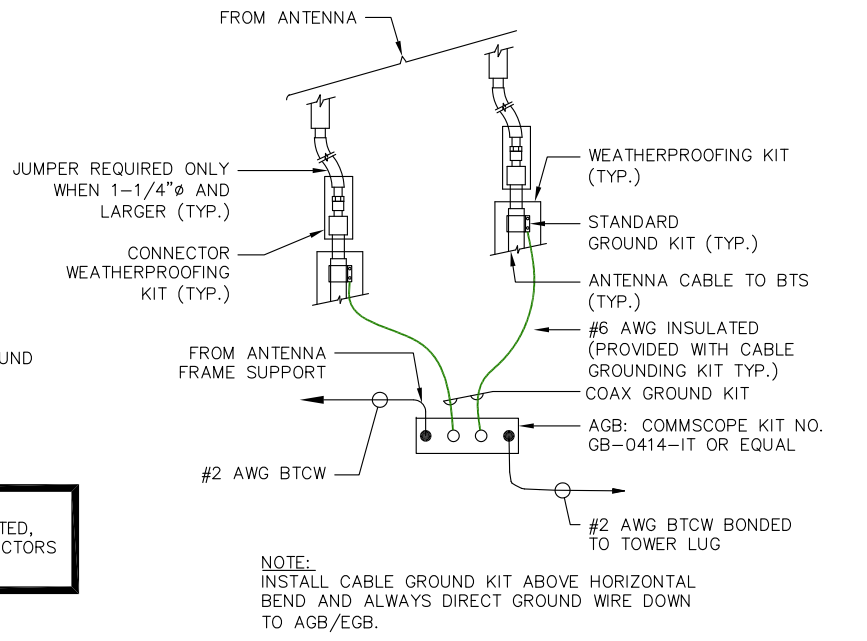 FROM ANTENNA
JUMPER REQUIRED ONLY
WHEN 1-1/4"ø AND
LARGER (TYP.)
CONNECTOR
WEATHERPROOFING
KIT (TYP.)
WEATHERPROOFING KIT
(TYP.)
STANDARD
GROUND KIT (TYP.)
ANTENNA CABLE TO BTS
(TYP.)
#6 AWG INSULATED
(PROVIDED WITH CABLE
GROUNDING KIT TYP.)
UND
FROM ANTENNA
FRAME SUPPORT
COAX GROUND KIT
AGB: COMMSCOPE KIT NO.
GB-0414-IT OR EQUAL
#2 AWG BTCW
#2 AWG BTCW BONDED
TO TOWER LUG
TED,
CTORS
NOTE:
INSTALL CABLE GROUND KIT ABOVE HORIZONTAL
BEND AND ALWAYS DIRECT GROUND WIRE DOWN
TO AGB/EGB.